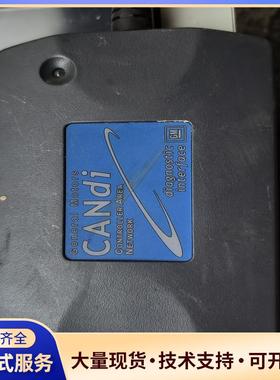 General Motors
CANdi
CONTROLLER AREA
NETWORK
diagnostic
interface
GM
齐全
式服务
大量现货·技术支持·可开